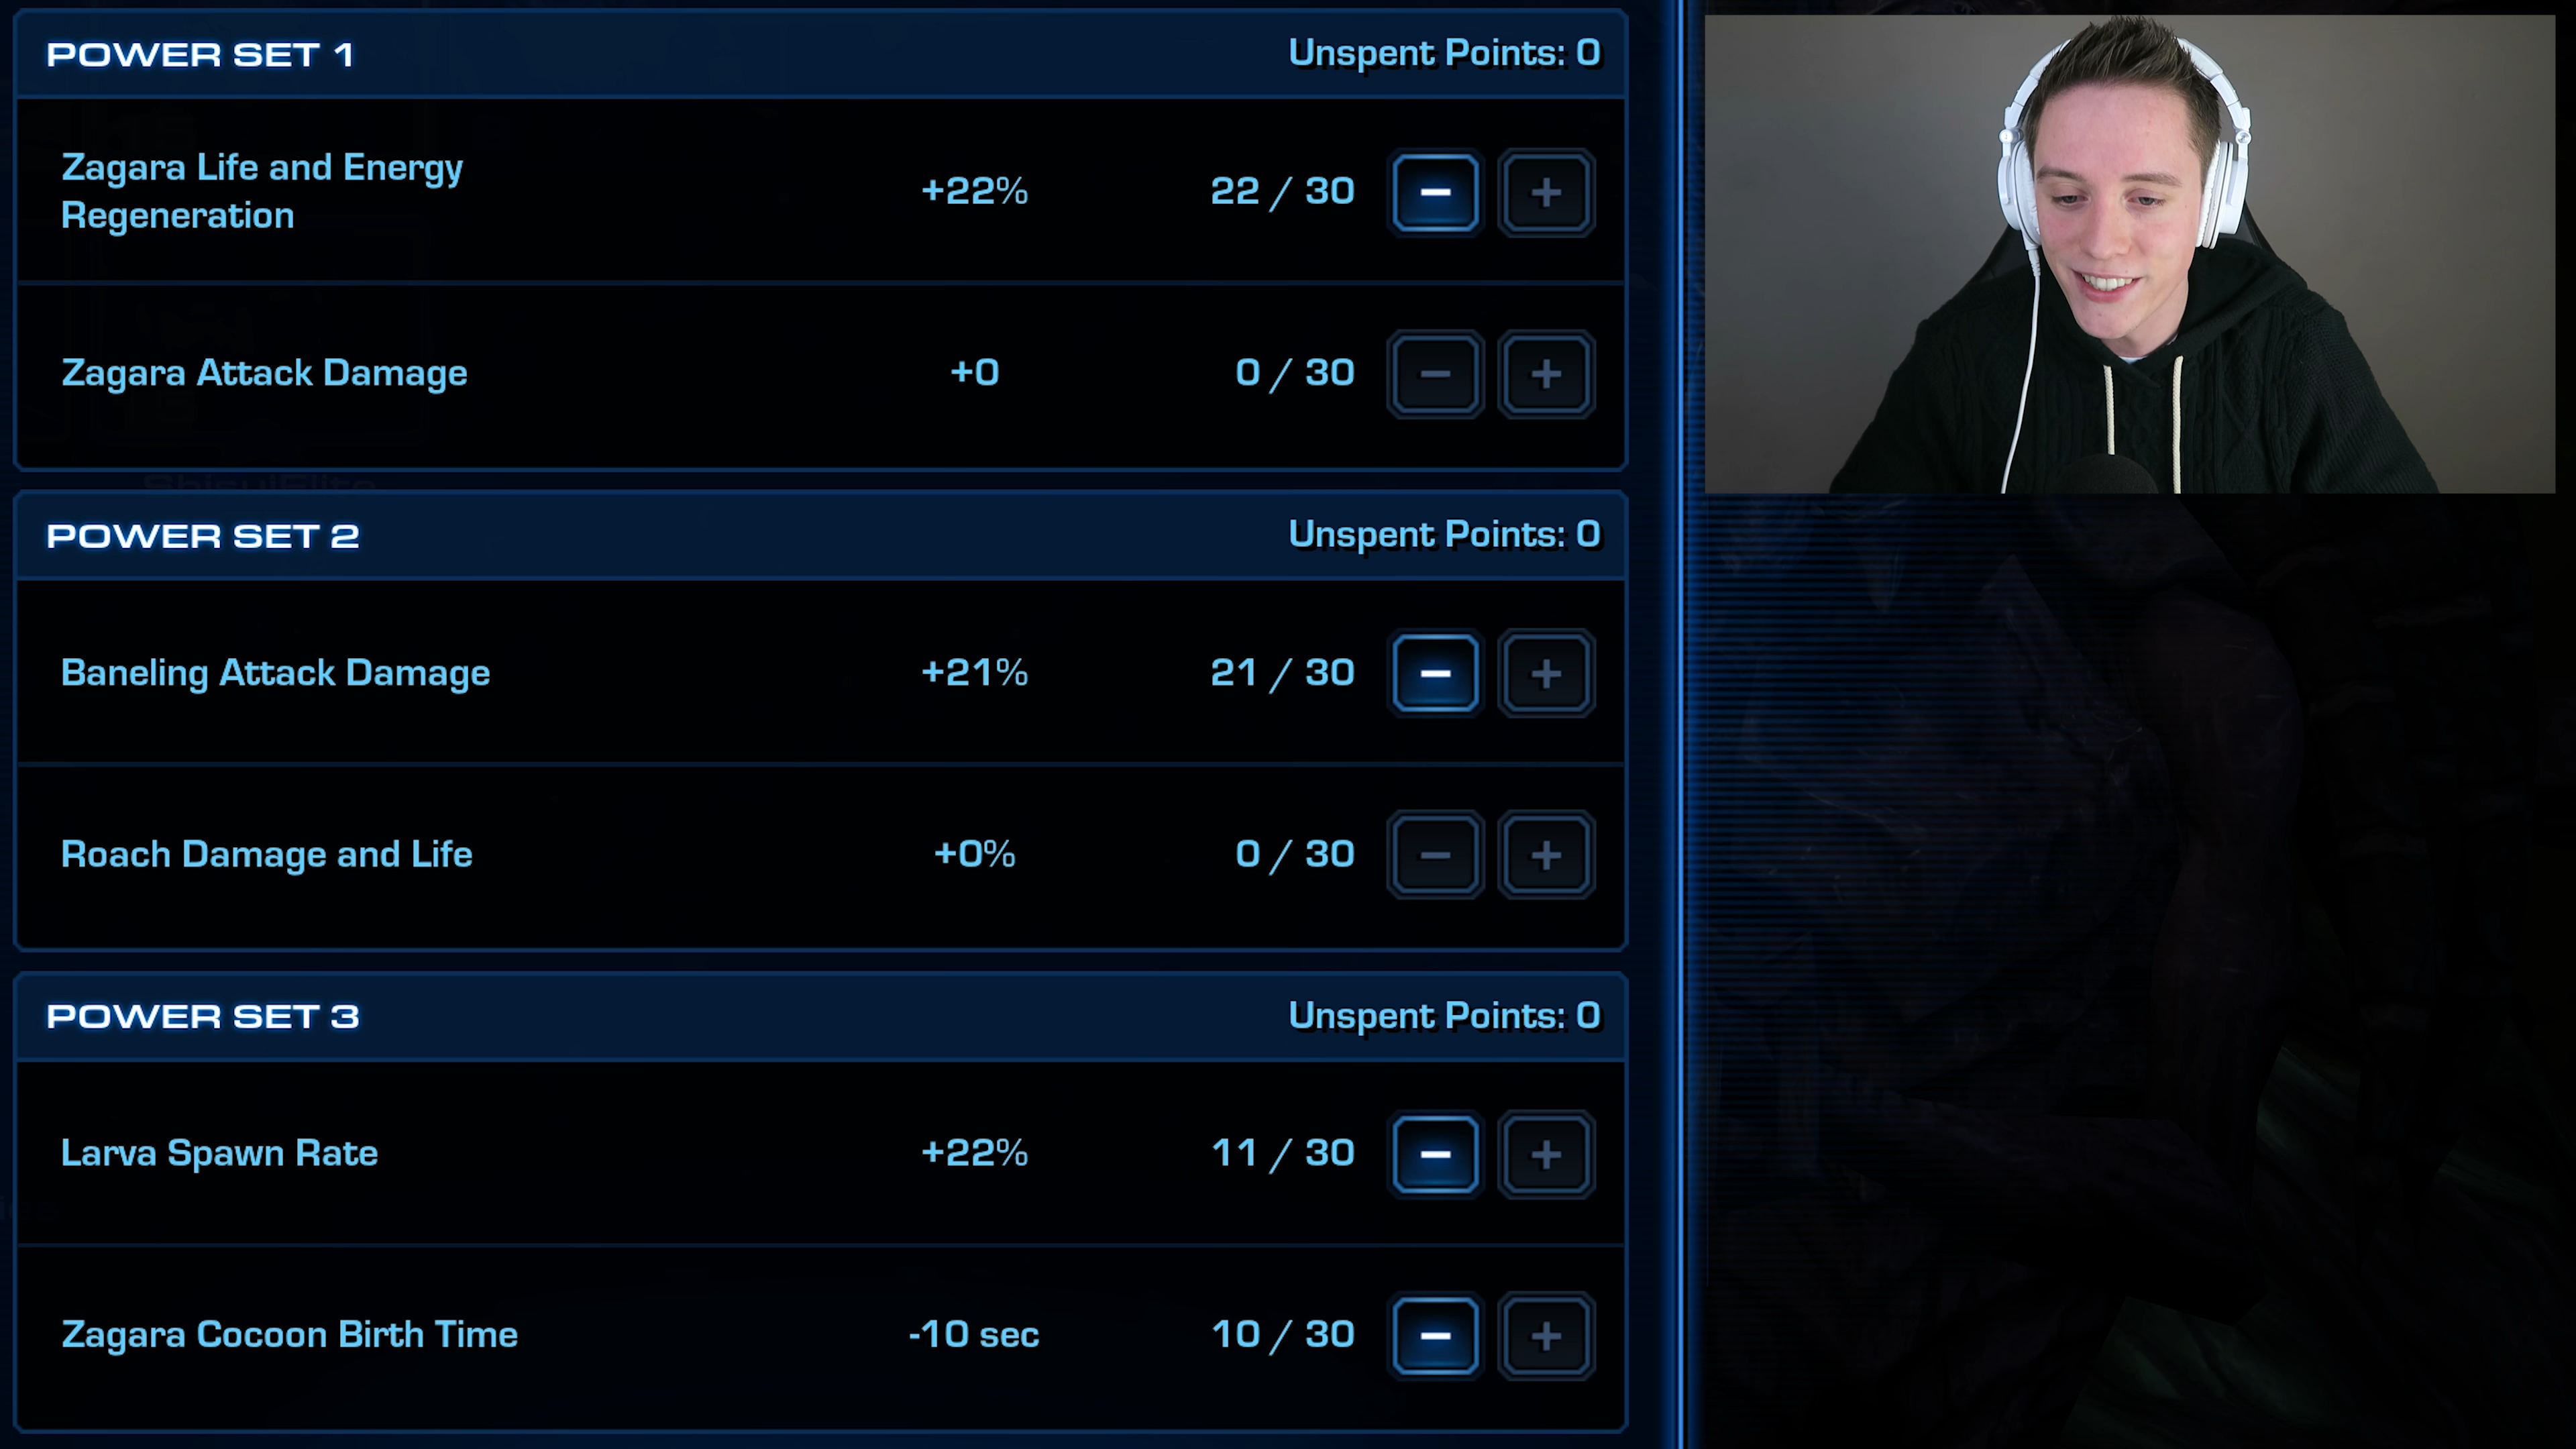 POWER SET 1
Unspent Points: 0
Zagara Life and Energy
Regeneration
+22%
22 / 30
Zagara Attack Damage
+0
0 / 30
ShisuiElite
POWER SET 2
Unspent Points: 0
Baneling Attack Damage
+21%
21 / 30
Roach Damage and Life
+0%
0 / 30
POWER SET 3
Unspent Points: 0
Larva Spawn Rate
+22%
11 / 30
Zagara Cocoon Birth Time
-10 sec
10 / 30